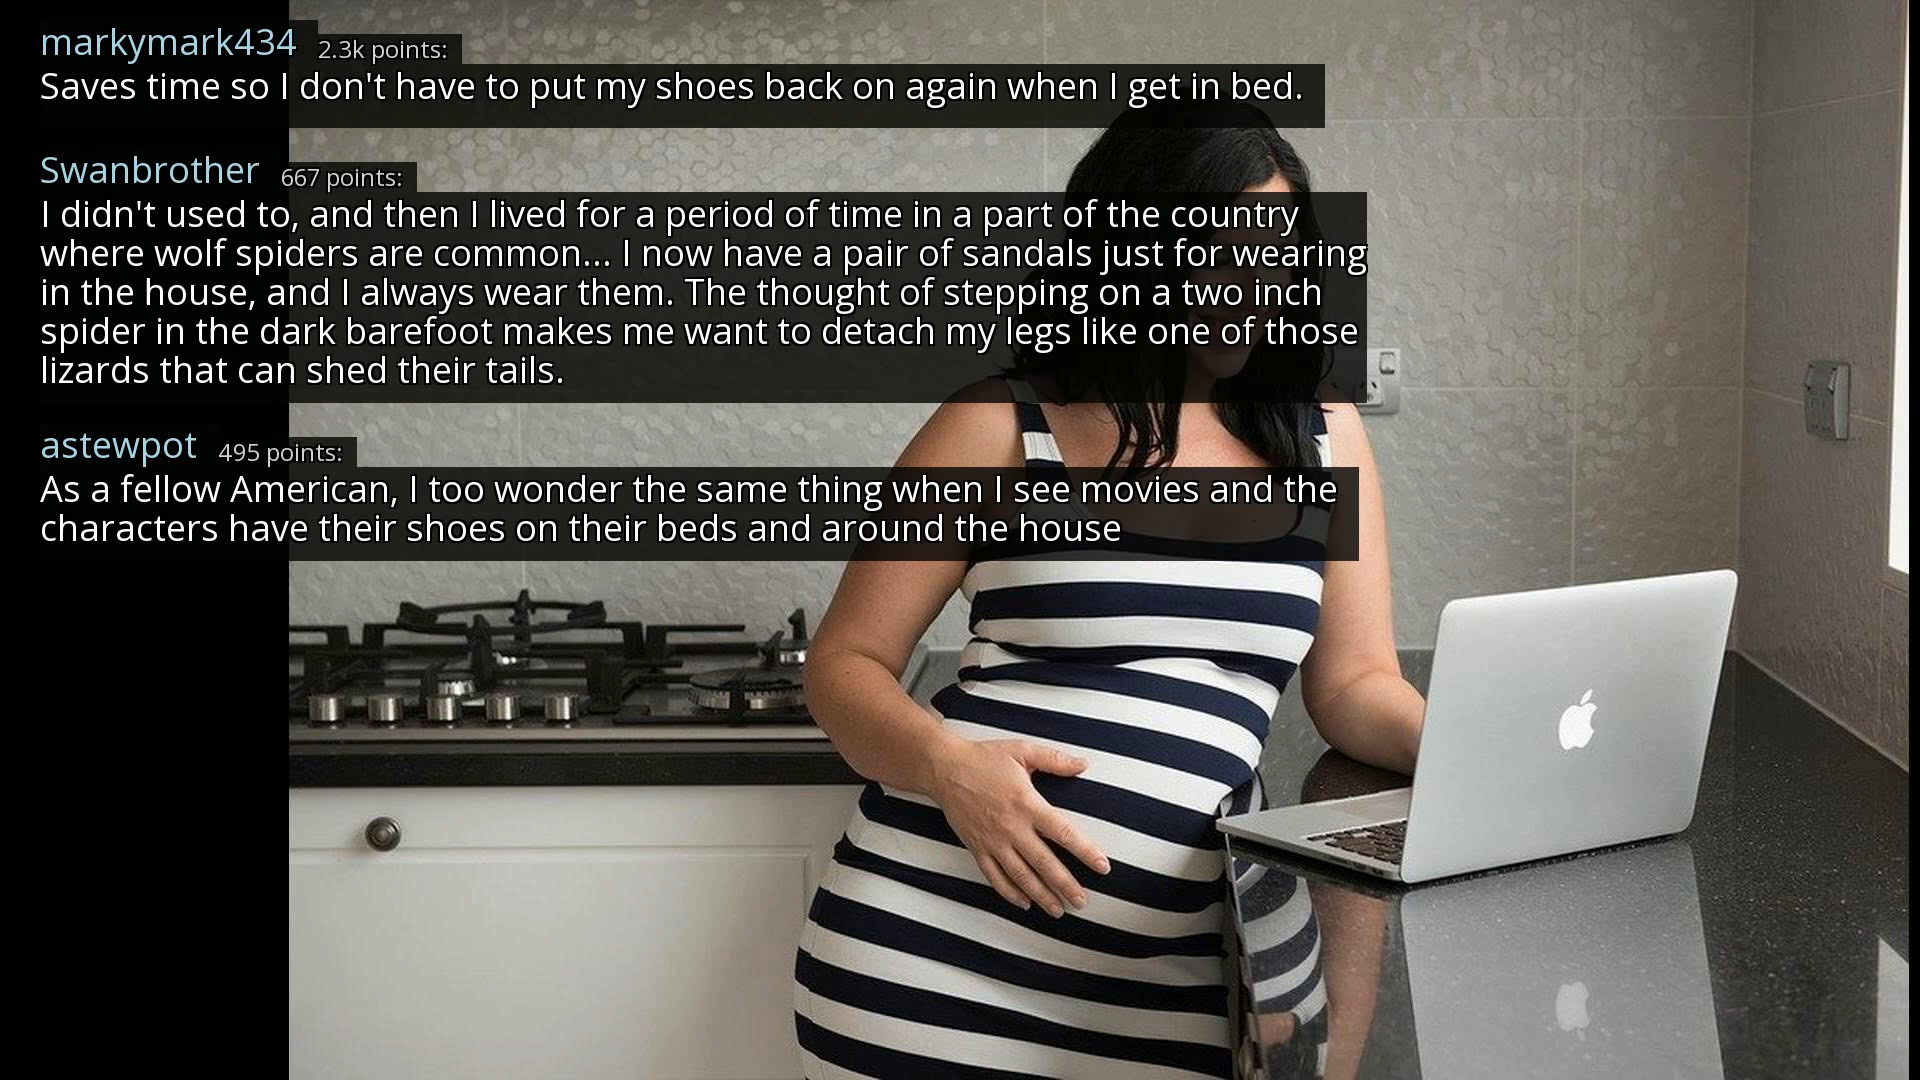 markymark434 2.3k points:
Saves time so I don't have to put my shoes back on again when I get in bed.
Swanbrother 667 points:
I didn't used to, and then I lived for a period of time in a part of the country
where wolf spiders are common... I now have a pair of sandals just for wearing
in the house, and I always wear them. The thought of stepping on a two inch
spider in the dark barefoot makes me want to detach my legs like one of those
lizards that can shed their tails.
astewpot 495 points:
As a fellow American, I too wonder the same thing when I see movies and the
characters have their shoes on their beds and around the house